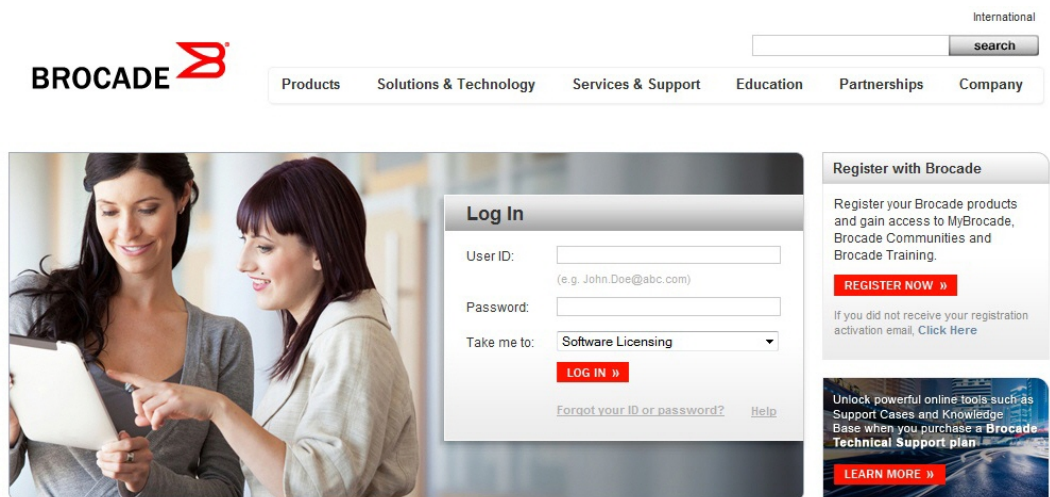 International
search
BROCADE
Products Solutions & Technology Services & Support Education Partnerships Company
Log In
User ID:
(e.g. John.Doe@abc.com)
Password:
Take me to: Software Licensing
LOG IN »
Forgot your ID or password? Help
Register with Brocade
Register your Brocade products
and gain access to MyBrocade,
Brocade Communities and
Brocade Training.
REGISTER NOW »
If you did not receive your registration
activation email, Click Here
Unlock powerful online tools such as
Support Cases and Knowledge
Base when you purchase a Brocade
Technical Support plan
LEARN MORE »